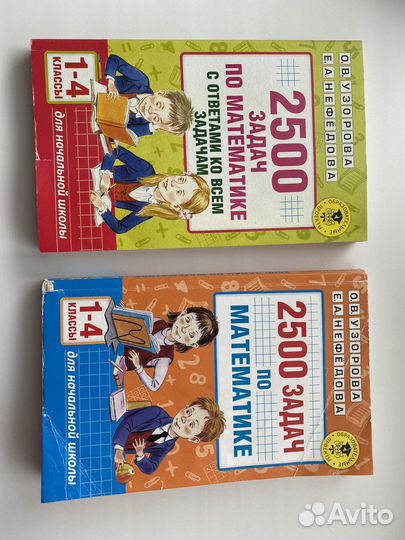 О.В. УЗОРОВА
Е.А. НЕФЁДОВА
2500
ЗАДАЧ
ПО МАТЕМАТИКЕ
С ОТВЕТАМИ КО ВСЕМ
ЗАДАЧАМ
1-4
КЛАССЫ
для начальной школы
О.В. УЗОРОВА
Е.А. НЕФЁДОВА
2500 ЗАДАЧ
ПО
МАТЕМАТИКЕ
1-4
КЛАССЫ
для начальной школы
Avito